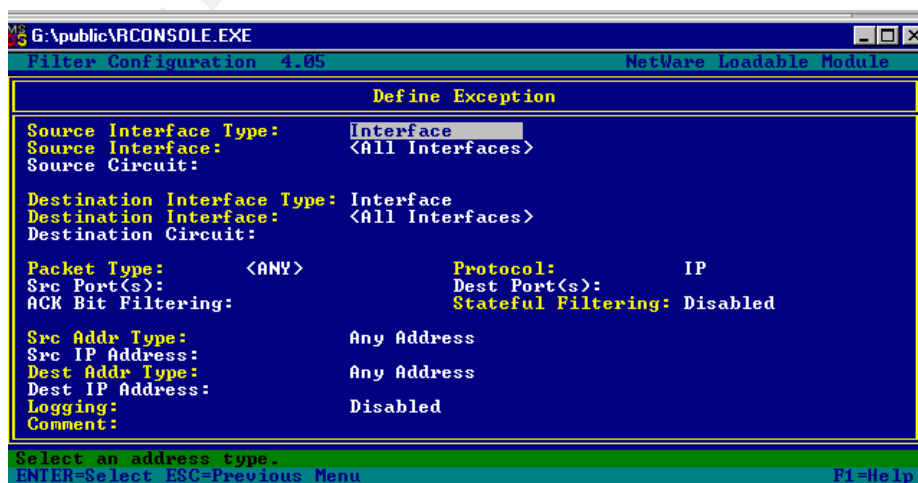 G:\public\RCONSOLE.EXE
Filter Configuration 4.05 NetWare Loadable Module
Define Exception
Source Interface Type: Interface
Source Interface: <All Interfaces>
Source Circuit:
Destination Interface Type: Interface
Destination Interface: <All Interfaces>
Destination Circuit:
Packet Type: <ANY> Protocol: IP
Src Port(s): Dest Port(s):
ACK Bit Filtering: Stateful Filtering: Disabled
Src Addr Type: Any Address
Src IP Address:
Dest Addr Type: Any Address
Dest IP Address:
Logging: Disabled
Comment:
Select an address type.
ENTER=Select ESC=Previous Menu F1=Help